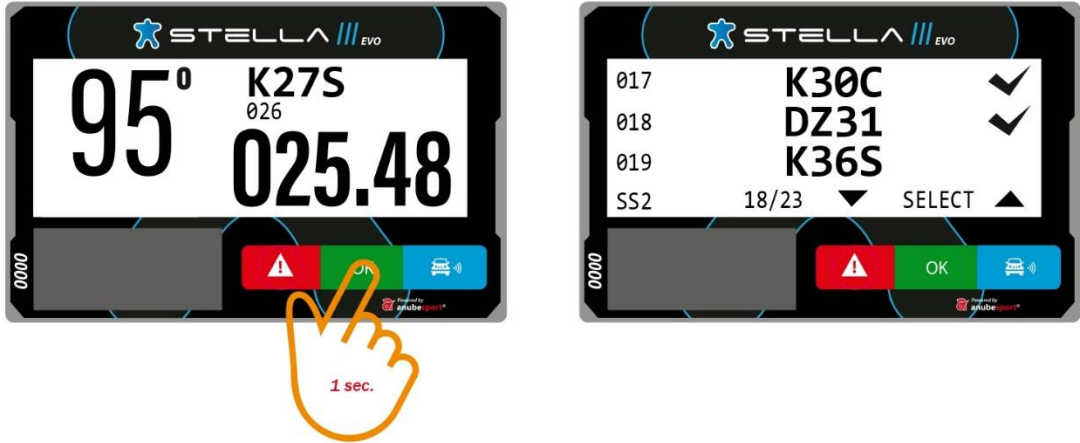 STELLA III EVO
95°
K27S
026
025.48
0000
OK
Powered by
anubesport®
1 sec.
STELLA III EVO
017 K30C
018 DZ31
019 K36S
SS2 18/23 SELECT
0000
OK
Powered by
anubesport®